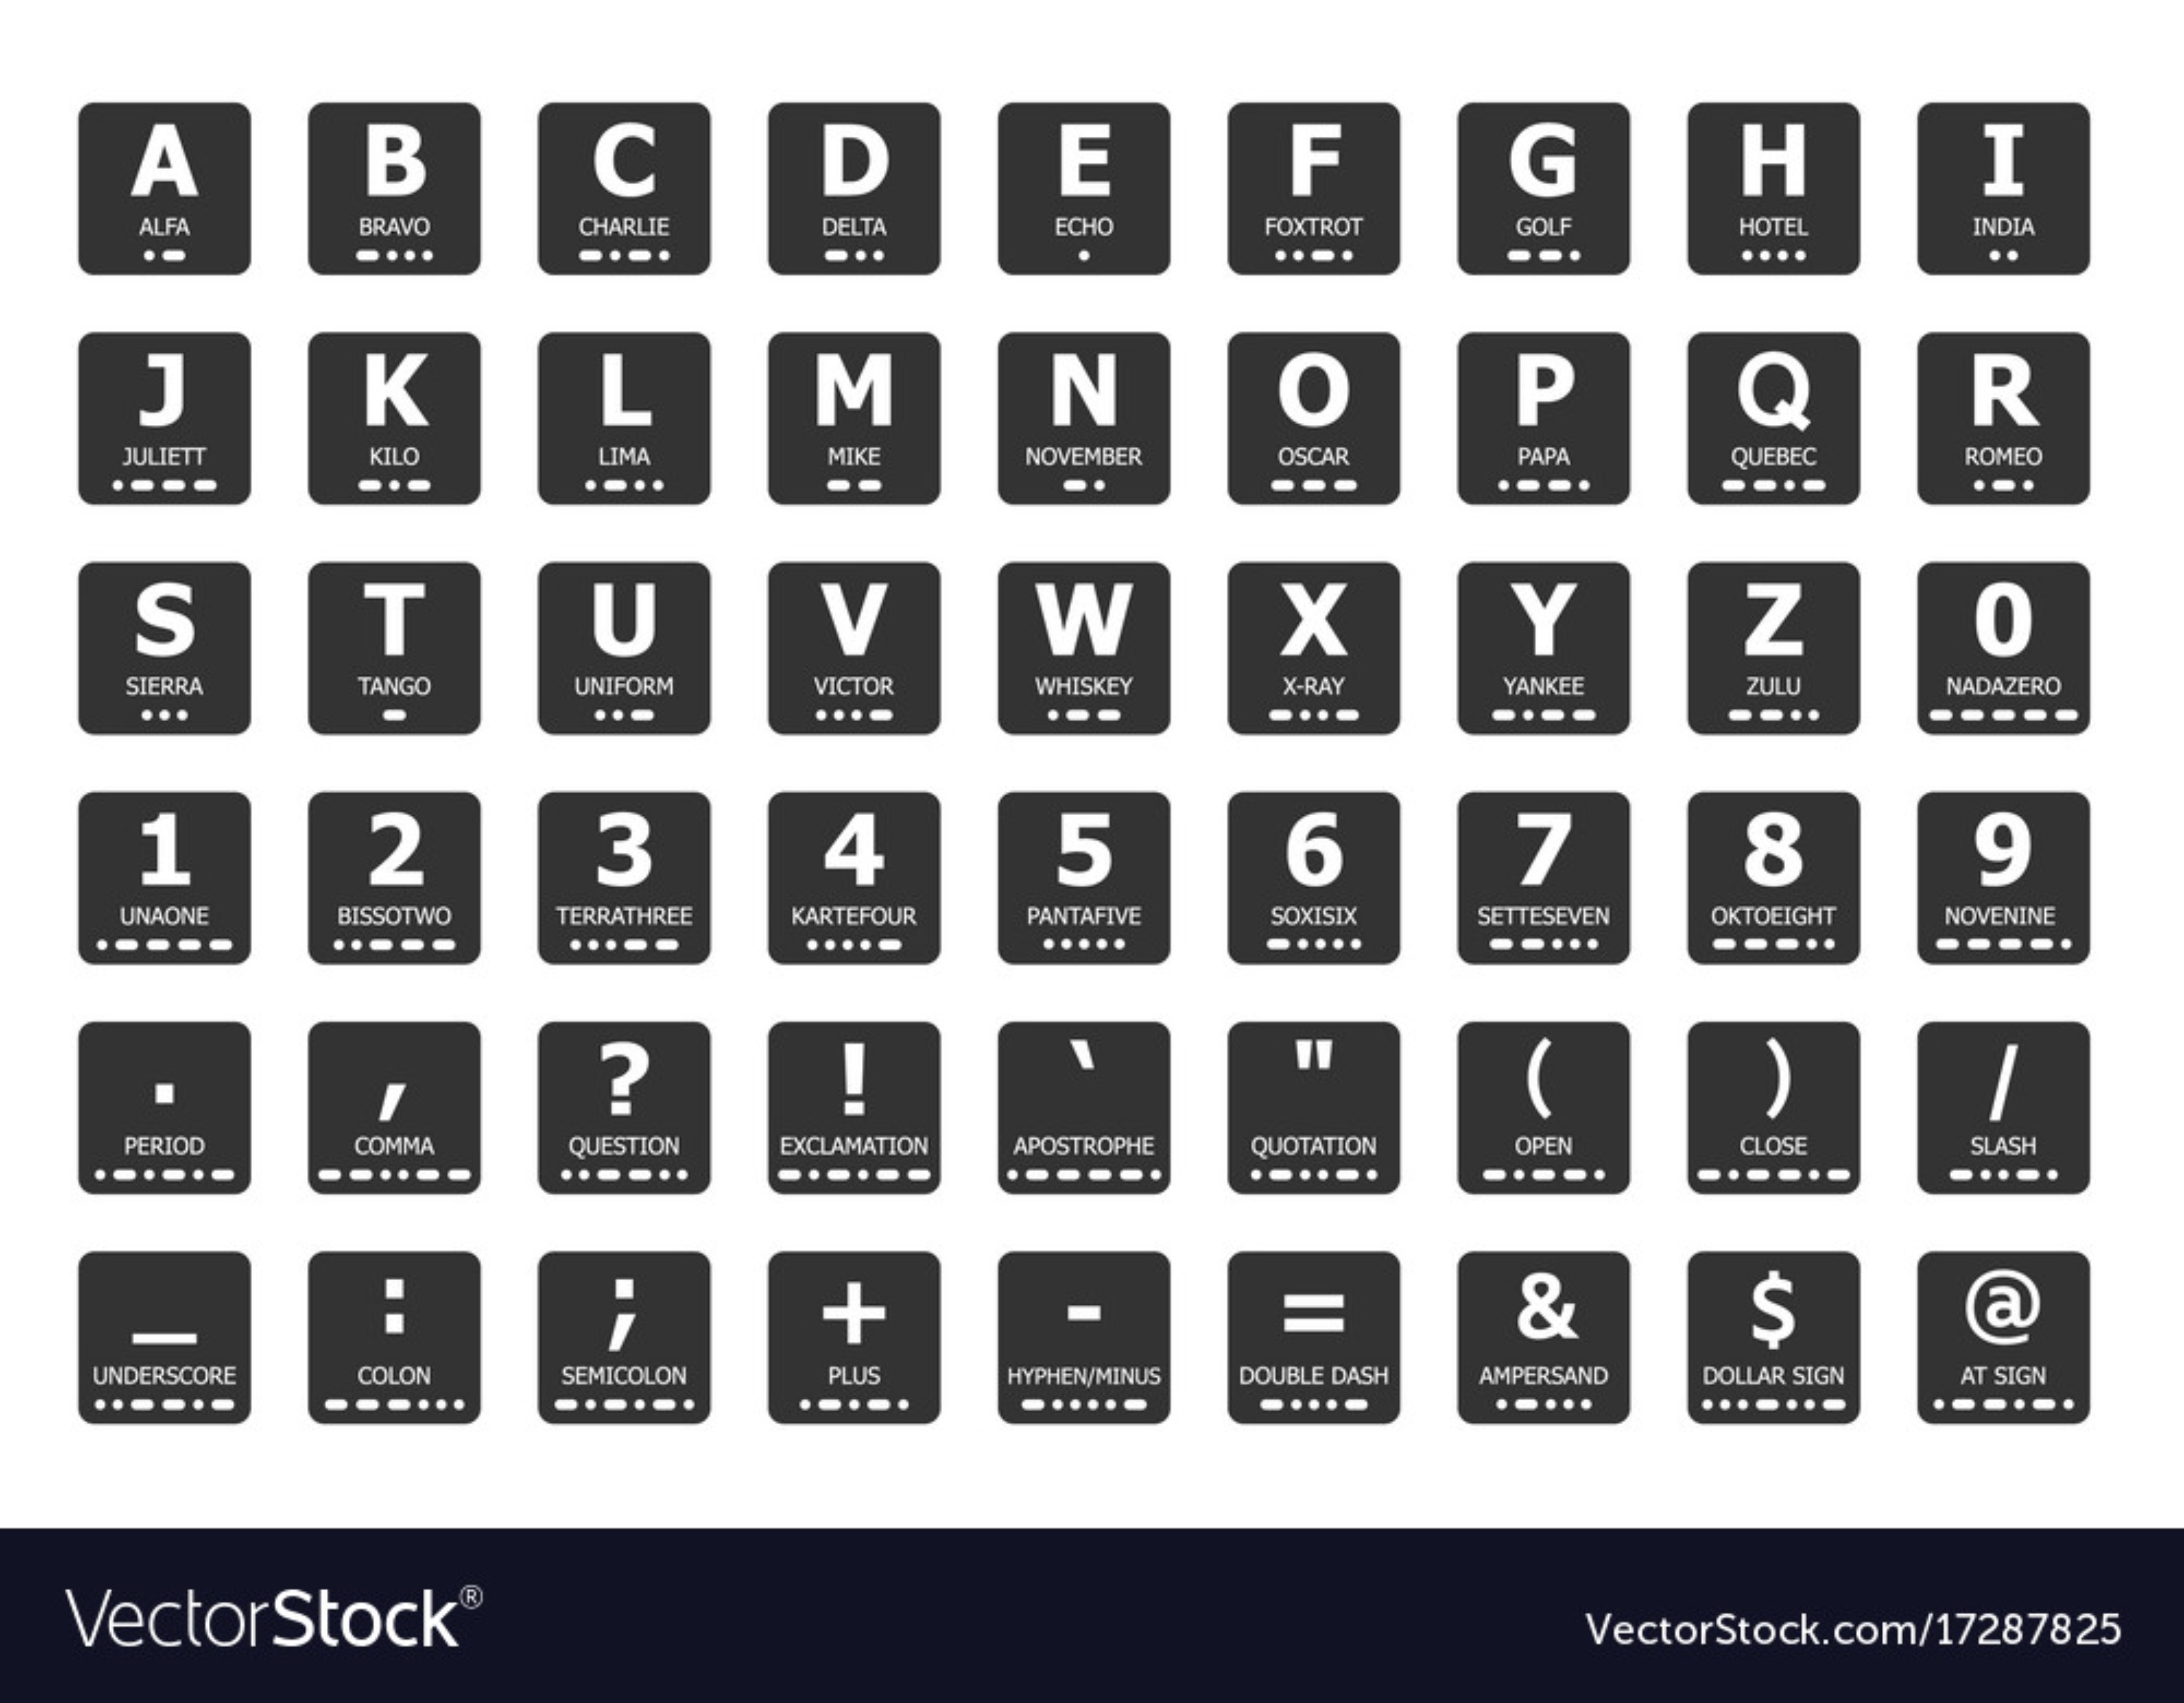 A B C D E F G H I
ALFA BRAVO CHARLIE DELTA ECHO FOXTROT GOLF HOTEL INDIA
•– –••• –•–• –•• • ••–• ––• •••• ••
J K L M N O P Q R
JULIETT KILO LIMA MIKE NOVEMBER OSCAR PAPA QUEBEC ROMEO
•––– –•– •–•• –– –• ––– •––• ––•– •–•
S T U V W X Y Z 0
SIERRA TANGO UNIFORM VICTOR WHISKEY X-RAY YANKEE ZULU NADAZERO
••• – ••– •••– •–– –••– –•–– ––•• –––––
1 2 3 4 5 6 7 8 9
UNAONE BISSOTWO TERRATHREE KARTEFOUR PANTAFIVE SOXISIX SETTESEVEN OKTOEIGHT NOVENINE
•–––– ••––– •••–– ••••– ••••• –•••• ––••• –––•• ––––•
. , ? ! ‵ " ( ) /
PERIOD COMMA QUESTION EXCLAMATION APOSTROPHE QUOTATION OPEN CLOSE SLASH
•–•–•– ––••–– ••––•• –•–•–– •––––• •–••–• –•––• –•––•– –••–•
_ : ; + - = & $ @
UNDERSCORE COLON SEMICOLON PLUS HYPHEN/MINUS DOUBLE DASH AMPERSAND DOLLAR SIGN AT SIGN
••––•– –––••• –•–•–• •–•–• –••••– –•••– •–••• •••–••– •––•–•
VectorStock® VectorStock.com/17287825